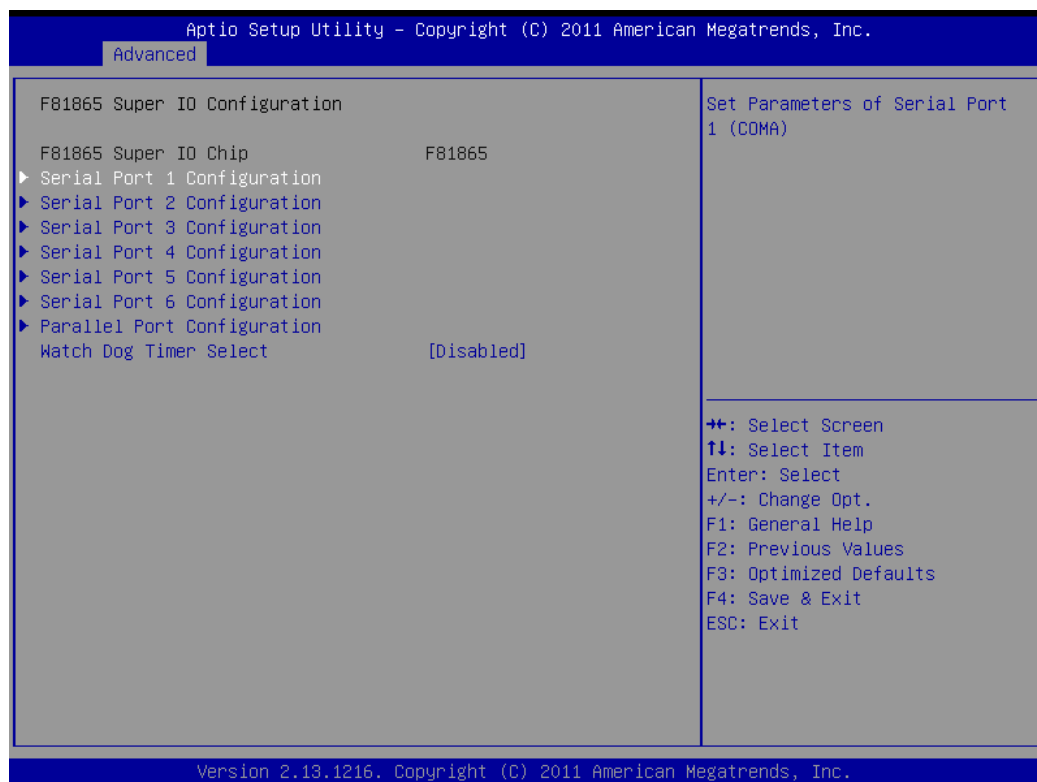 Aptio Setup Utility – Copyright (C) 2011 American Megatrends, Inc.
Advanced
F81865 Super IO Configuration
F81865 Super IO Chip F81865
Serial Port 1 Configuration
Serial Port 2 Configuration
Serial Port 3 Configuration
Serial Port 4 Configuration
Serial Port 5 Configuration
Serial Port 6 Configuration
Parallel Port Configuration
Watch Dog Timer Select [Disabled]
Set Parameters of Serial Port
1 (COMA)
→←: Select Screen
↑↓: Select Item
Enter: Select
+/-: Change Opt.
F1: General Help
F2: Previous Values
F3: Optimized Defaults
F4: Save & Exit
ESC: Exit
Version 2.13.1216. Copyright (C) 2011 American Megatrends, Inc.